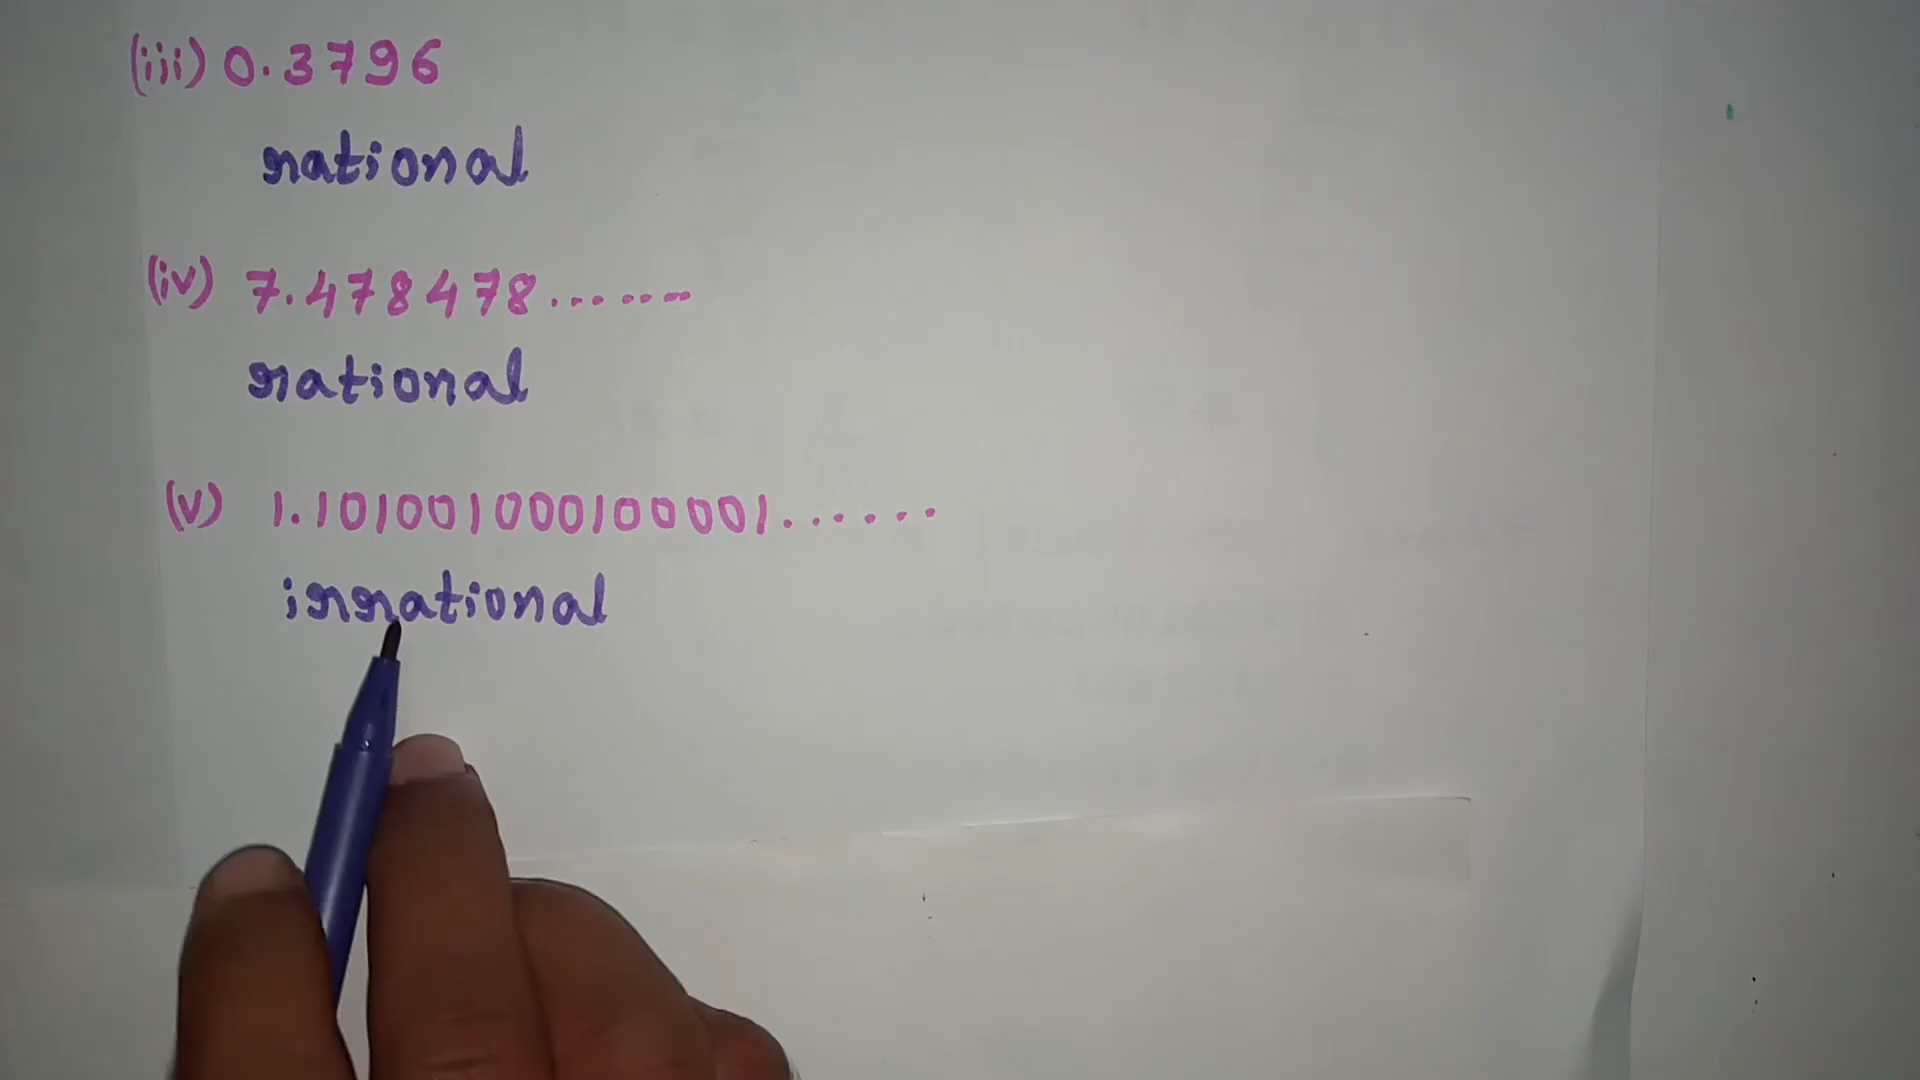 (iii) 0.3796
rational
(iv) 7.478478.......
rational
(v) 1.101001000100001......
irrational